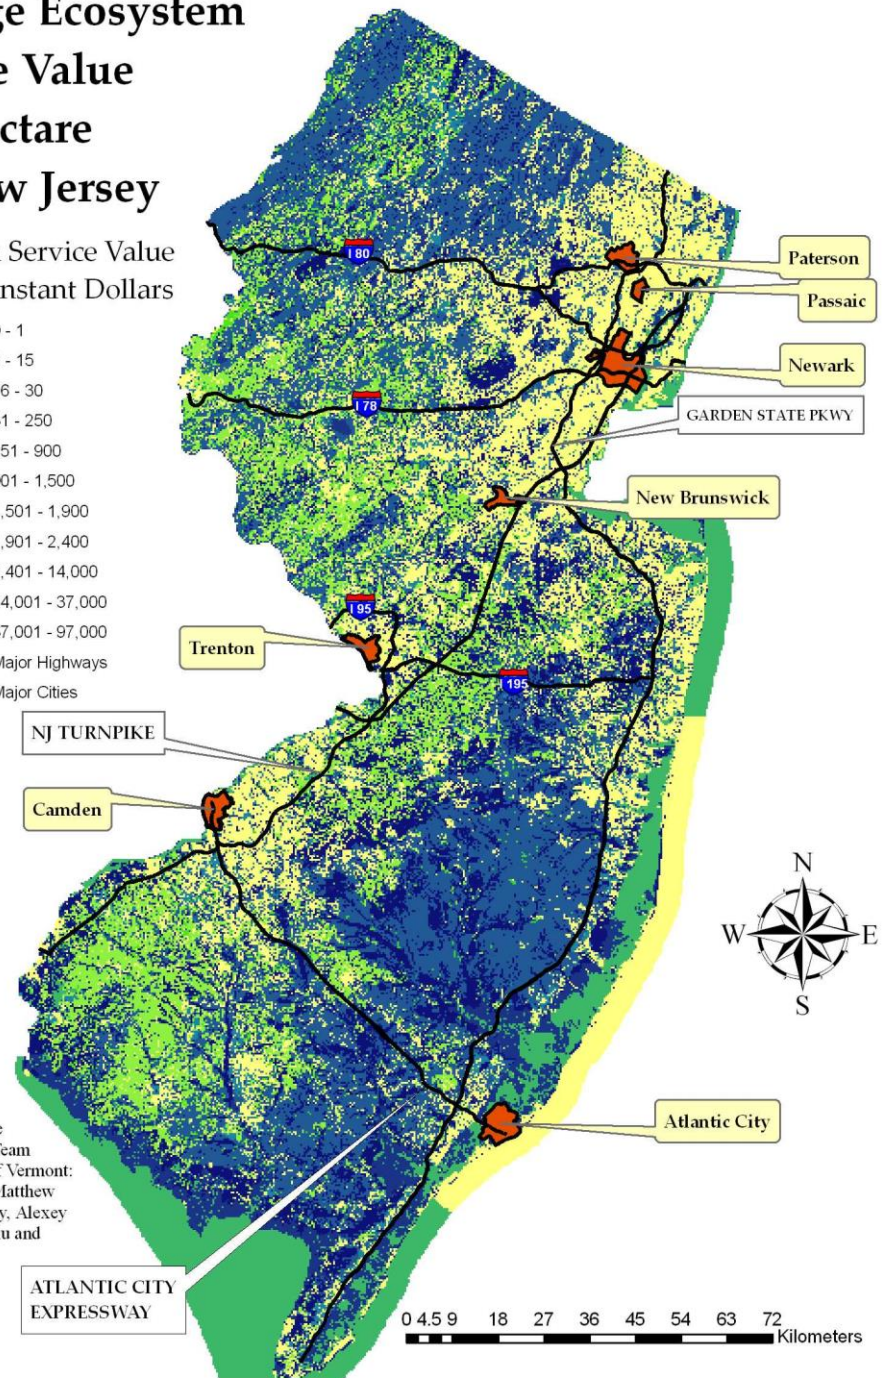 ge Ecosystem
e Value
ctare
w Jersey
Service Value
nstant Dollars
- 1
- 15
6 - 30
1 - 250
51 - 900
01 - 1,500
,501 - 1,900
,901 - 2,400
,401 - 14,000
4,001 - 37,000
7,001 - 97,000
Major Highways
Major Cities
I 80
Paterson
Passaic
Newark
I 78
GARDEN STATE PKWY
New Brunswick
I 95
Trenton
195
NJ TURNPIKE
Camden
N
W E
S
Atlantic City
e
Team
f Vermont:
Matthew
y, Alexey
u and
ATLANTIC CITY
EXPRESSWAY
0 4.5 9 18 27 36 45 54 63 72
Kilometers